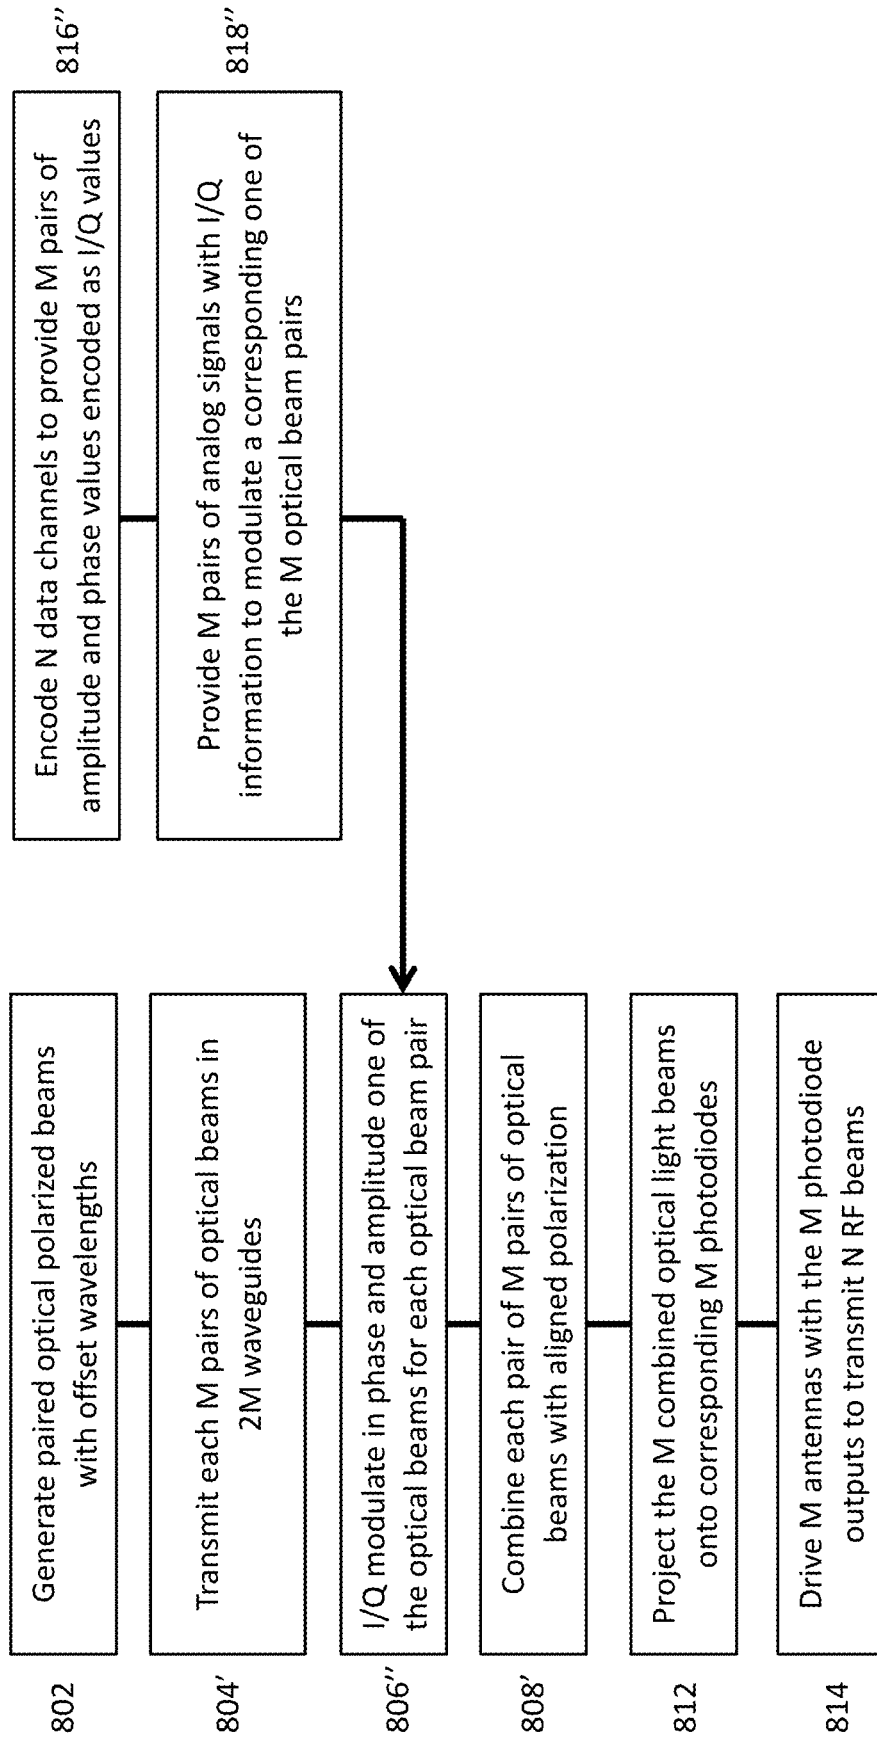 802
Generate paired optical polarized beams
with offset wavelengths
804’
Transmit each M pairs of optical beams in
2M waveguides
806’’
I/Q modulate in phase and amplitude one of
the optical beams for each optical beam pair
808’
Combine each pair of M pairs of optical
beams with aligned polarization
812
Project the M combined optical light beams
onto corresponding M photodiodes
814
Drive M antennas with the M photodiode
outputs to transmit N RF beams
Encode N data channels to provide M pairs of
amplitude and phase values encoded as I/Q values
816’’
Provide M pairs of analog signals with I/Q
information to modulate a corresponding one of
the M optical beam pairs
818’’